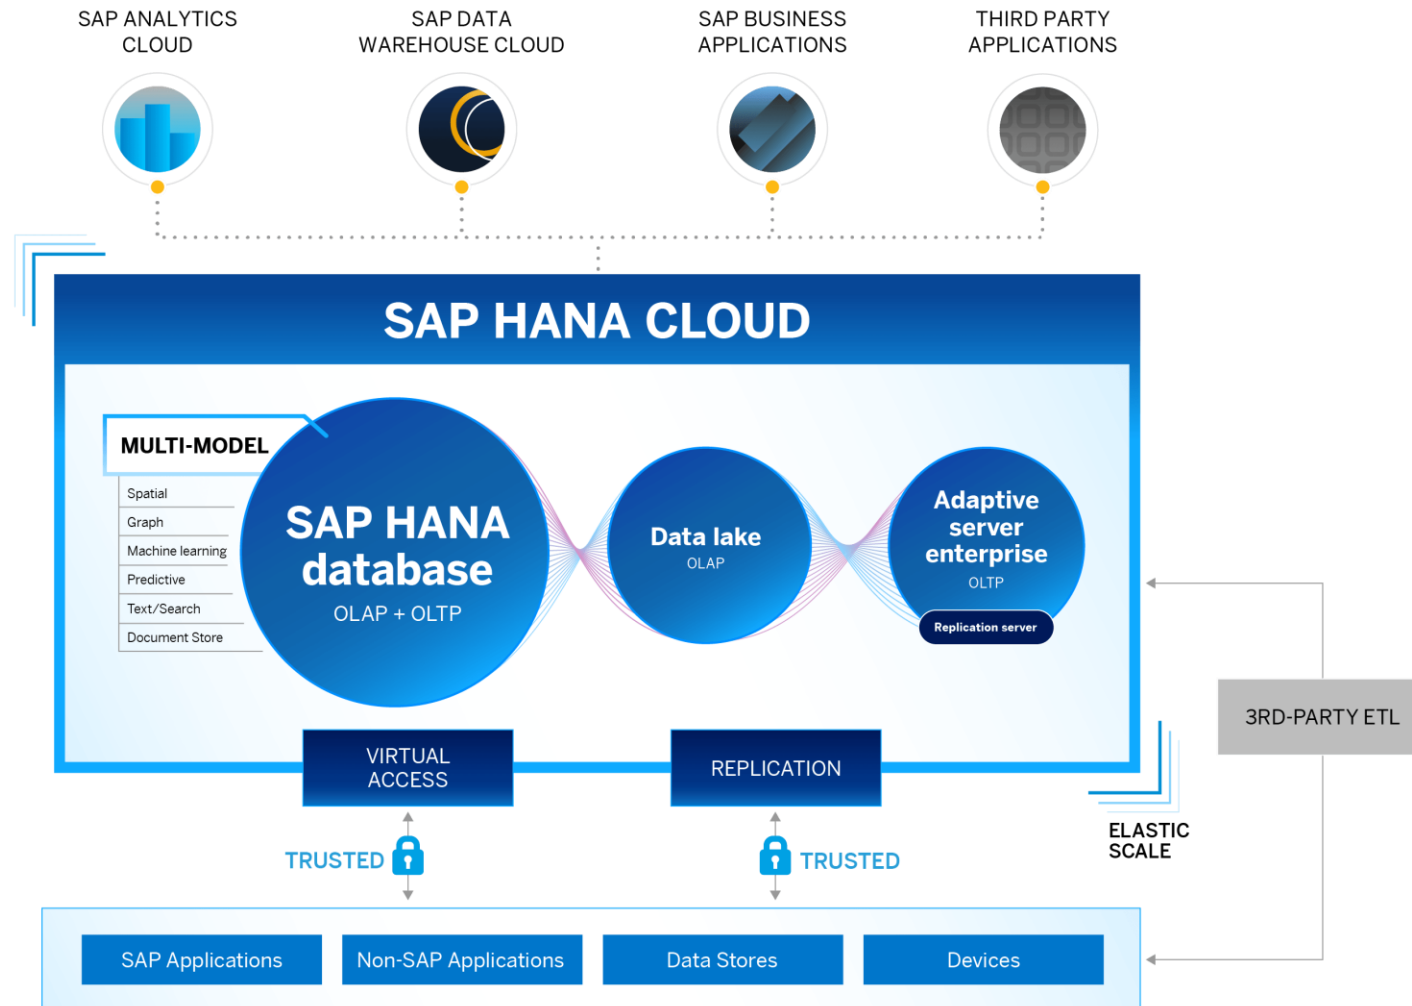 SAP ANALYTICS
CLOUD
SAP DATA
WAREHOUSE CLOUD
SAP BUSINESS
APPLICATIONS
THIRD PARTY
APPLICATIONS
SAP HANA CLOUD
MULTI-MODEL
Spatial
Graph
Machine learning
Predictive
Text/Search
Document Store
SAP HANA
database
OLAP + OLTP
Data lake
OLAP
Adaptive
server
enterprise
OLTP
Replication server
3RD-PARTY ETL
VIRTUAL
ACCESS
REPLICATION
ELASTIC
SCALE
TRUSTED
TRUSTED
SAP Applications
Non-SAP Applications
Data Stores
Devices